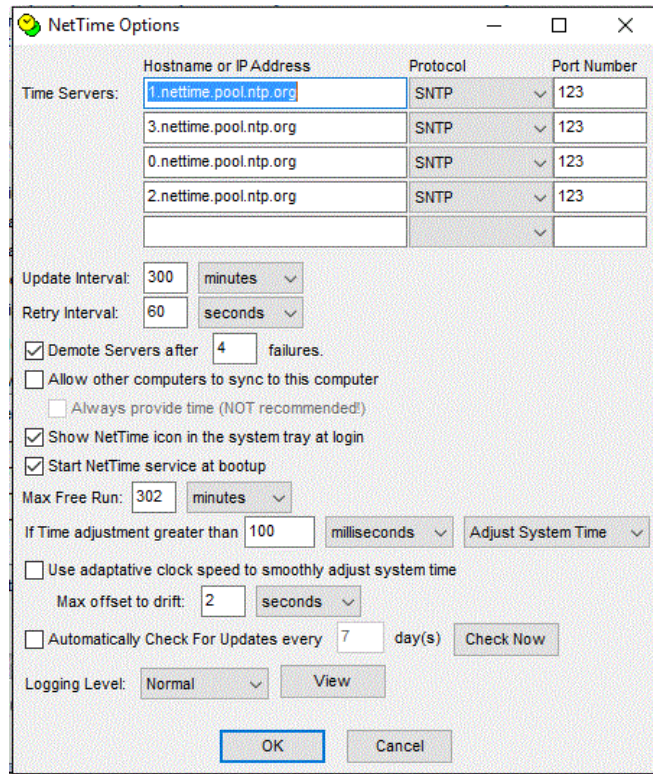 NetTime Options
Hostname or IP Address Protocol Port Number
Time Servers: 1.nettime.pool.ntp.org SNTP 123
3.nettime.pool.ntp.org SNTP 123
0.nettime.pool.ntp.org SNTP 123
2.nettime.pool.ntp.org SNTP 123
Update Interval: 300 minutes
Retry Interval: 60 seconds
Demote Servers after 4 failures.
Allow other computers to sync to this computer
Always provide time (NOT recommended!)
Show NetTime icon in the system tray at login
Start NetTime service at bootup
Max Free Run: 302 minutes
If Time adjustment greater than 100 milliseconds Adjust System Time
Use adaptative clock speed to smoothly adjust system time
Max offset to drift: 2 seconds
Automatically Check For Updates every 7 day(s) Check Now
Logging Level: Normal View
OK Cancel